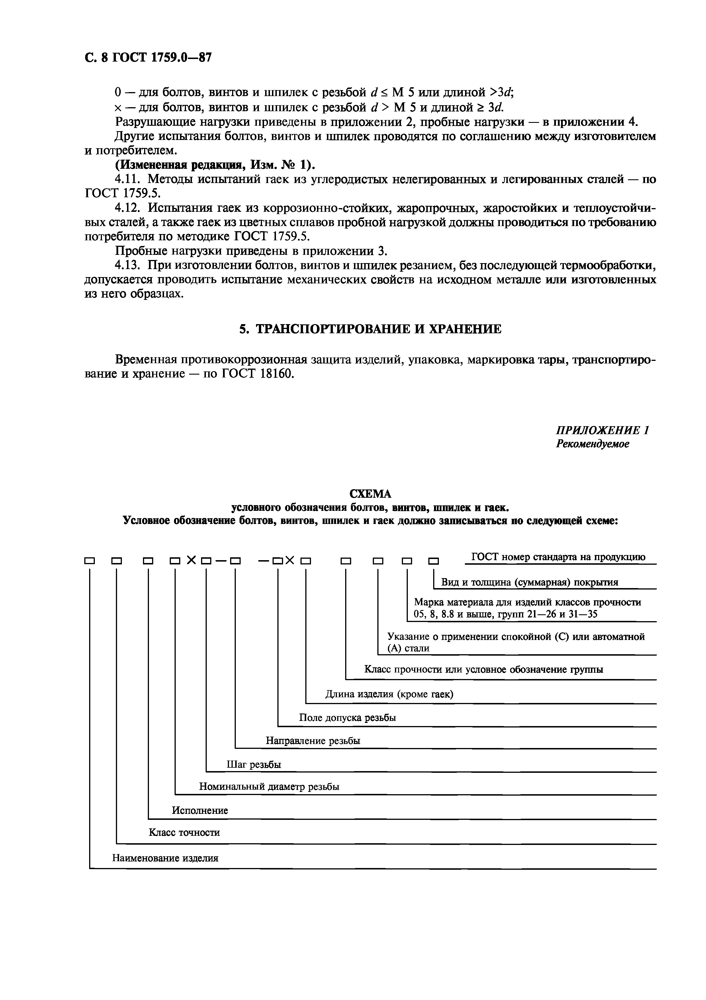 С. 8 ГОСТ 1759.0—87
0 — для болтов, винтов и шпилек с резьбой d ≤ М 5 или длиной >3d;
x — для болтов, винтов и шпилек с резьбой d > М 5 и длиной ≥ 3d.
Разрушающие нагрузки приведены в приложении 2, пробные нагрузки — в приложении 4.
Другие испытания болтов, винтов и шпилек проводятся по соглашению между изготовителем
и потребителем.
(Измененная редакция, Изм. № 1).
4.11. Методы испытаний гаек из углеродистых нелегированных и легированных сталей — по
ГОСТ 1759.5.
4.12. Испытания гаек из коррозионно-стойких, жаропрочных, жаростойких и теплоустойчи-
вых сталей, а также гаек из цветных сплавов пробной нагрузкой должны проводиться по требованию
потребителя по методике ГОСТ 1759.5.
Пробные нагрузки приведены в приложении 3.
4.13. При изготовлении болтов, винтов и шпилек резанием, без последующей термообработки,
допускается проводить испытание механических свойств на исходном металле или изготовленных
из него образцах.
5. ТРАНСПОРТИРОВАНИЕ И ХРАНЕНИЕ
Временная противокоррозионная защита изделий, упаковка, маркировка тары, транспортиро-
вание и хранение — по ГОСТ 18160.
ПРИЛОЖЕНИЕ 1
Рекомендуемое
СХЕМА
условного обозначения болтов, винтов, шпилек и гаек.
Условное обозначение болтов, винтов, шпилек и гаек должно записываться по следующей схеме:
▭ ▭ ▭ ▭ × ▭ — ▭ — ▭ × ▭ ▭ ▭ ▭ ▭ ГОСТ номер стандарта на продукцию
Вид и толщина (суммарная) покрытия
Марка материала для изделий классов прочности
05, 8, 8.8 и выше, групп 21—26 и 31—35
Указание о применении спокойной (С) или автоматной
(А) стали
Класс прочности или условное обозначение группы
Длина изделия (кроме гаек)
Поле допуска резьбы
Направление резьбы
Шаг резьбы
Номинальный диаметр резьбы
Исполнение
Класс точности
Наименование изделия